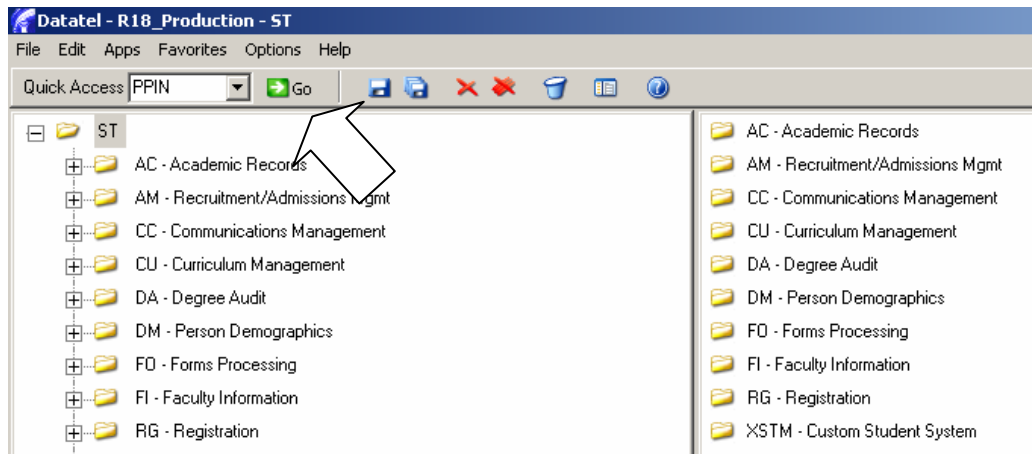 Datatel - R18_Production - ST
File Edit Apps Favorites Options Help
Quick Access PPIN Go
ST
AC - Academic Records
AM - Recruitment/Admissions Mgmt
CC - Communications Management
CU - Curriculum Management
DA - Degree Audit
DM - Person Demographics
FO - Forms Processing
FI - Faculty Information
RG - Registration
AC - Academic Records
AM - Recruitment/Admissions Mgmt
CC - Communications Management
CU - Curriculum Management
DA - Degree Audit
DM - Person Demographics
FO - Forms Processing
FI - Faculty Information
RG - Registration
XSTM - Custom Student System